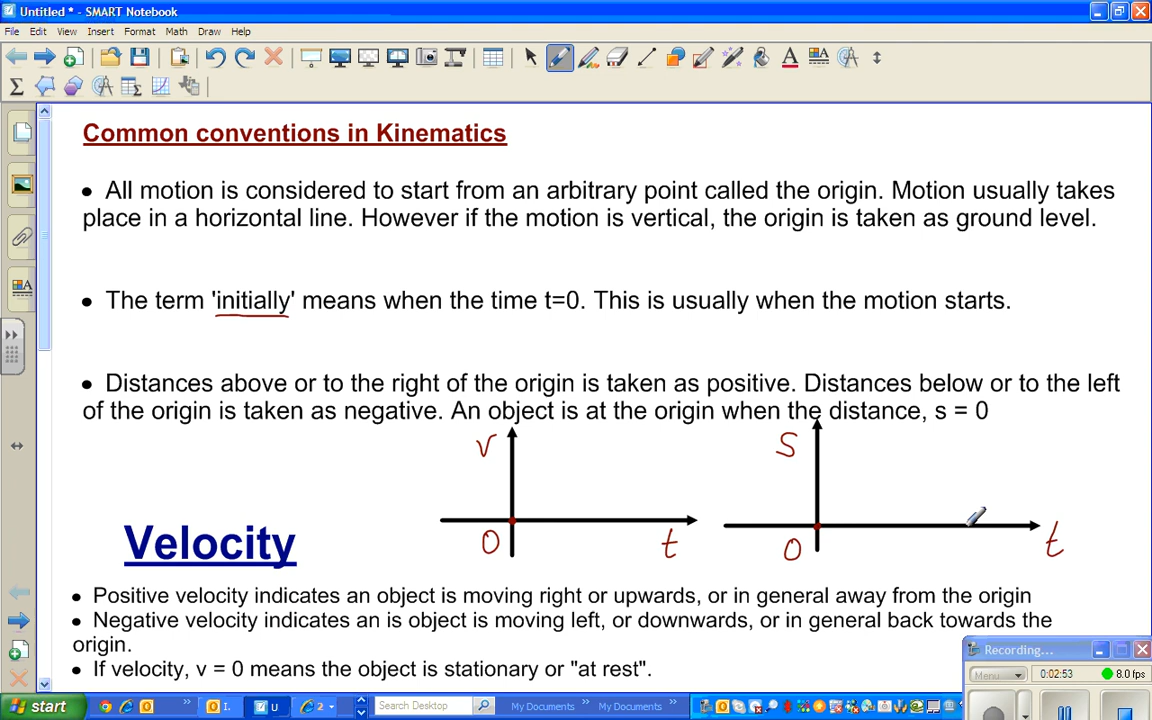 Untitled * - SMART Notebook
File Edit View Insert Format Math Draw Help
Common conventions in Kinematics
• All motion is considered to start from an arbitrary point called the origin. Motion usually takes
place in a horizontal line. However if the motion is vertical, the origin is taken as ground level.
• The term 'initially' means when the time t=0. This is usually when the motion starts.
• Distances above or to the right of the origin is taken as positive. Distances below or to the left
of the origin is taken as negative. An object is at the origin when the distance, s = 0
v s
0 t 0 t
Velocity
• Positive velocity indicates an object is moving right or upwards, or in general away from the origin
• Negative velocity indicates an is object is moving left, or downwards, or in general back towards the
origin.
• If velocity, v = 0 means the object is stationary or "at rest".
Recording...
Menu 0:02:53 8.0 fps
start I. U 2 Search Desktop My Documents My Documents